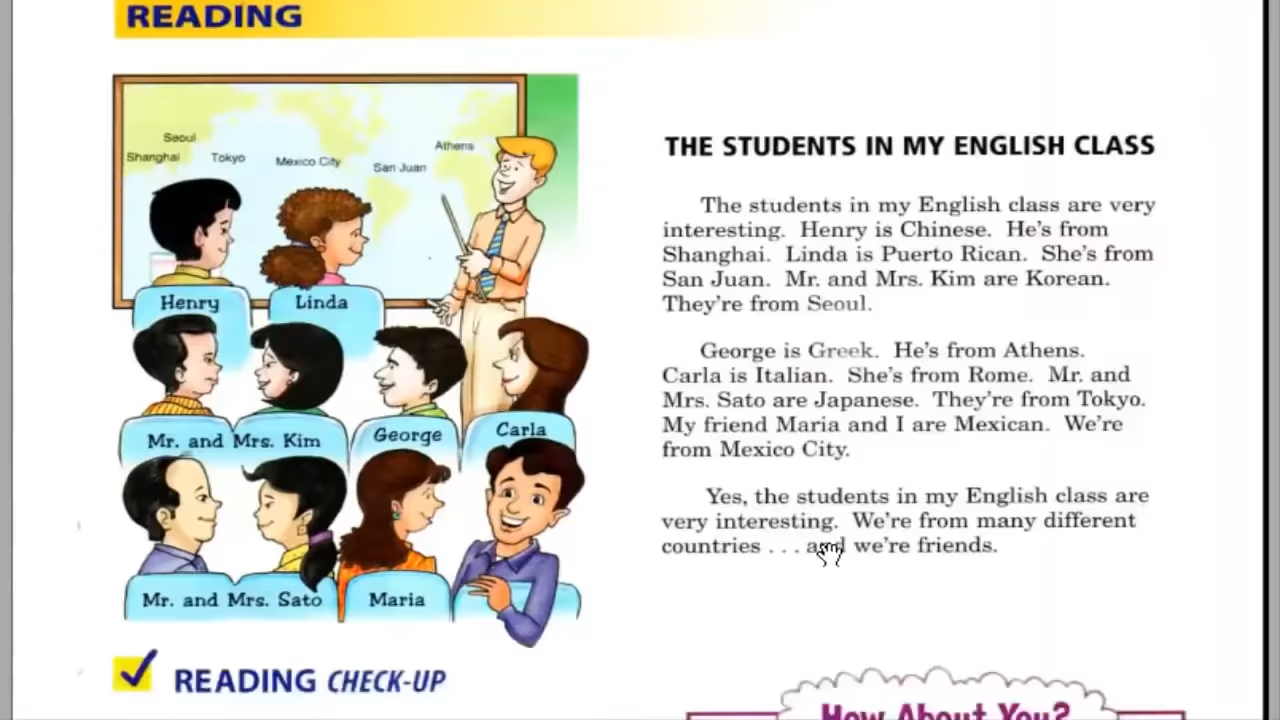 READING
Seoul
Shanghai
Tokyo
Mexico City
San Juan
Athens
Henry
Linda
Mr. and Mrs. Kim
George
Carla
Mr. and Mrs. Sato
Maria
THE STUDENTS IN MY ENGLISH CLASS
The students in my English class are very
interesting. Henry is Chinese. He's from
Shanghai. Linda is Puerto Rican. She's from
San Juan. Mr. and Mrs. Kim are Korean.
They're from Seoul.
George is Greek. He's from Athens.
Carla is Italian. She's from Rome. Mr. and
Mrs. Sato are Japanese. They're from Tokyo.
My friend Maria and I are Mexican. We're
from Mexico City.
Yes, the students in my English class are
very interesting. We're from many different
countries . . . and we're friends.
READING CHECK-UP
How About You?